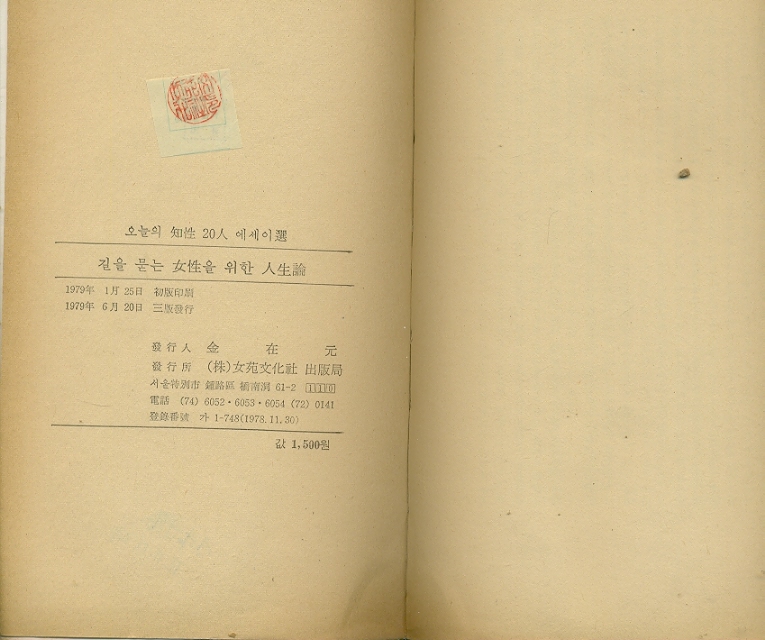 오늘의 知性 20人 에세이選
길을 묻는 女性을 위한 人生論
1979年 1月 25日 初版印刷
1979年 6月 20日 三版發行
發行人 金在元
發行所 (株)女苑文化社 出版局
서울特別市 鍾路區 橋南洞 61-2 110
電話 (74) 6052·6053·6054 (72) 0141
登錄番號 가 1-748(1978.11.30)
값 1,500원